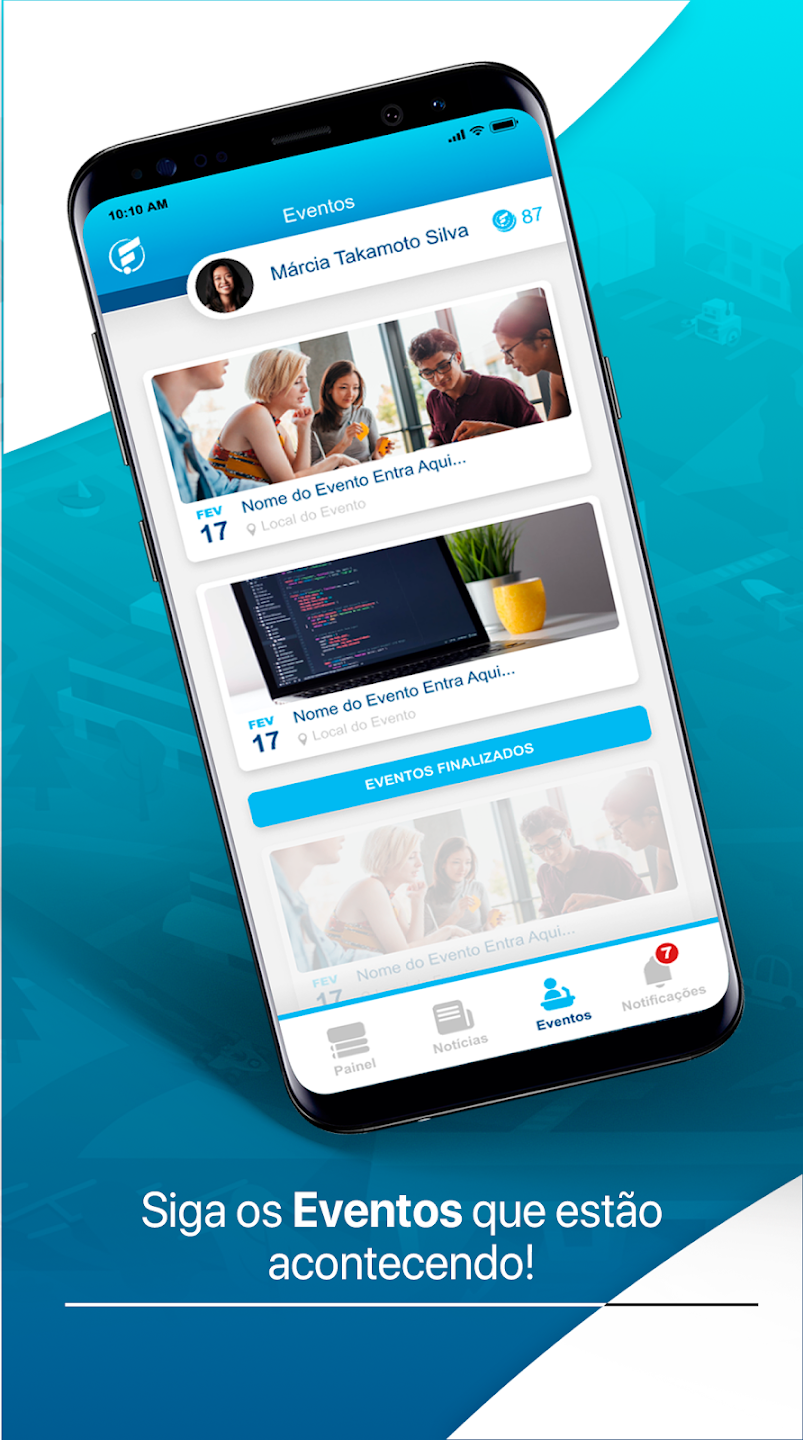 10:10 AM
Eventos
Márcia Takamoto Silva
87
Nome do Evento Entra Aqui...
FEV
17
Local do Evento
Nome do Evento Entra Aqui...
FEV
17
Local do Evento
EVENTOS FINALIZADOS
Nome do Evento Entra Aqui...
FEV
17
Painel
Notícias
Eventos
7
Notificações
Siga os Eventos que estão
acontecendo!